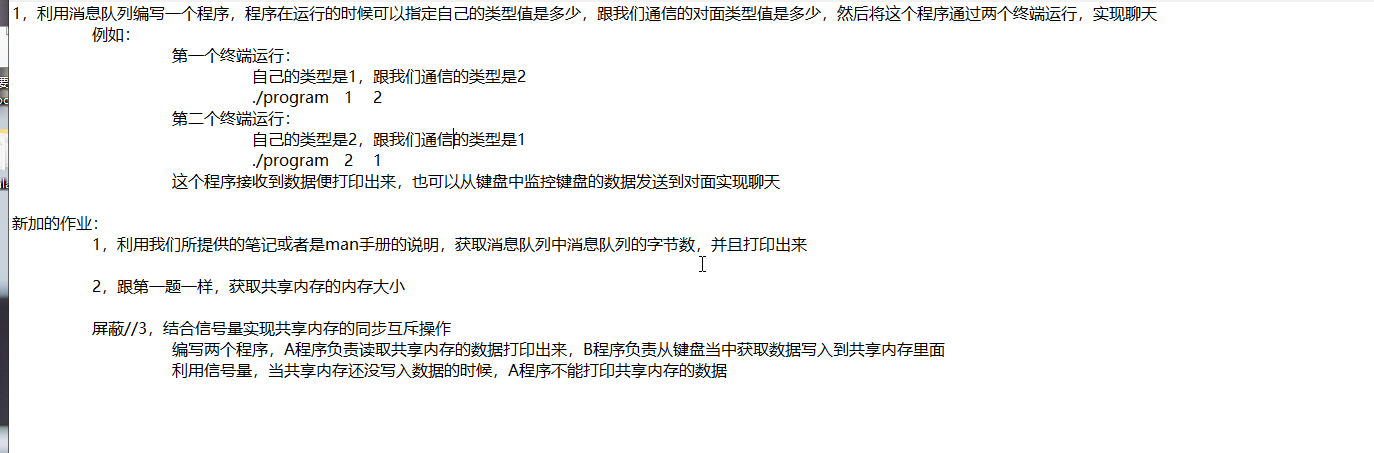 1，利用消息队列编写一个程序，程序在运行的时候可以指定自己的类型值是多少，跟我们通信的对面类型值是多少，然后将这个程序通过两个终端运行，实现聊天
例如：
第一个终端运行：
自己的类型是1，跟我们通信的类型是2
./program 1 2
第二个终端运行：
自己的类型是2，跟我们通信的类型是1
./program 2 1
这个程序接收到数据便打印出来，也可以从键盘中监控键盘的数据发送到对面实现聊天
新加的作业：
1，利用我们所提供的笔记或者是man手册的说明，获取消息队列中消息队列的字节数，并且打印出来
2，跟第一题一样，获取共享内存的内存大小
屏蔽//3，结合信号量实现共享内存的同步互斥操作
编写两个程序，A程序负责读取共享内存的数据打印出来，B程序负责从键盘当中获取数据写入到共享内存里面
利用信号量，当共享内存还没写入数据的时候，A程序不能打印共享内存的数据